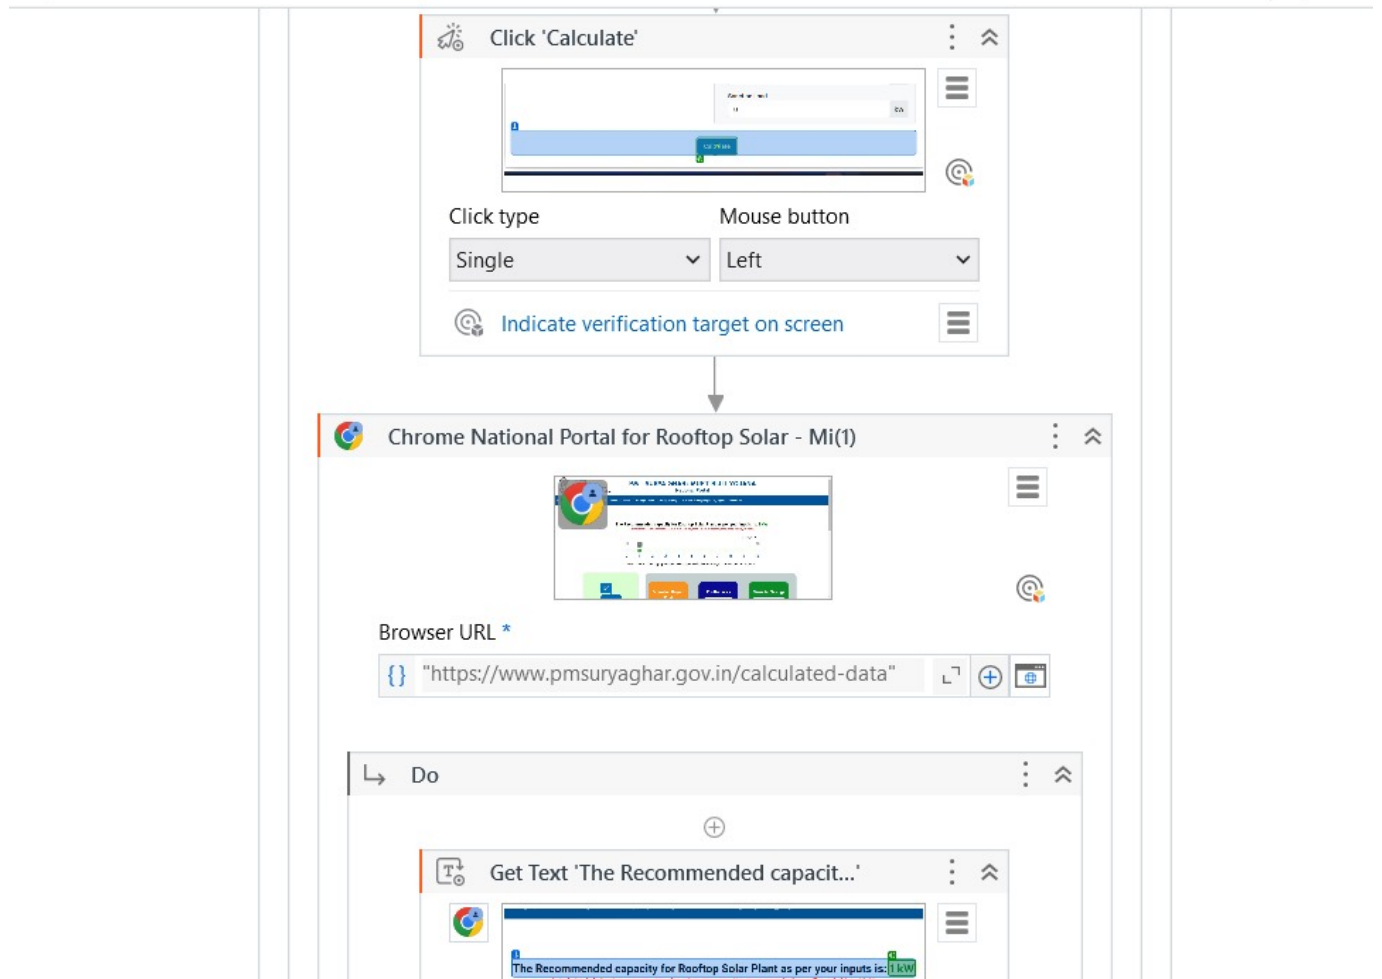 Click 'Calculate'
Click type
Mouse button
Single
Left
Indicate verification target on screen
Chrome National Portal for Rooftop Solar - Mi(1)
Browser URL *
{} "https://www.pmsuryaghar.gov.in/calculated-data"
Do
Get Text 'The Recommended capacit...'
The Recommended capacity for Rooftop Solar Plant as per your inputs is: 1 kW